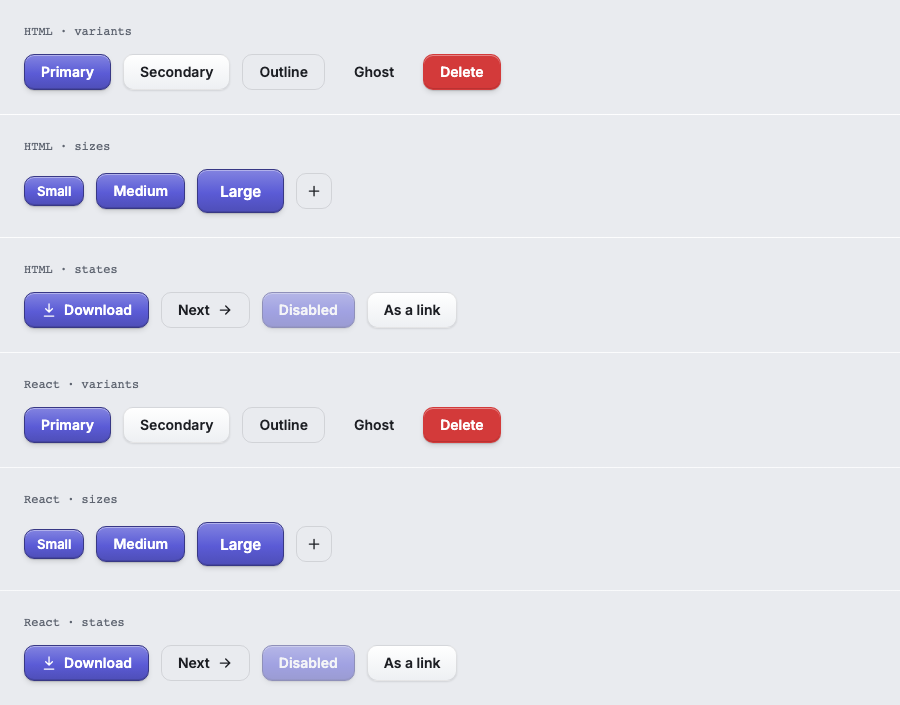 HTML · variants
Primary Secondary Outline Ghost Delete
HTML · sizes
Small Medium Large +
HTML · states
Download Next → Disabled As a link
React · variants
Primary Secondary Outline Ghost Delete
React · sizes
Small Medium Large +
React · states
Download Next → Disabled As a link